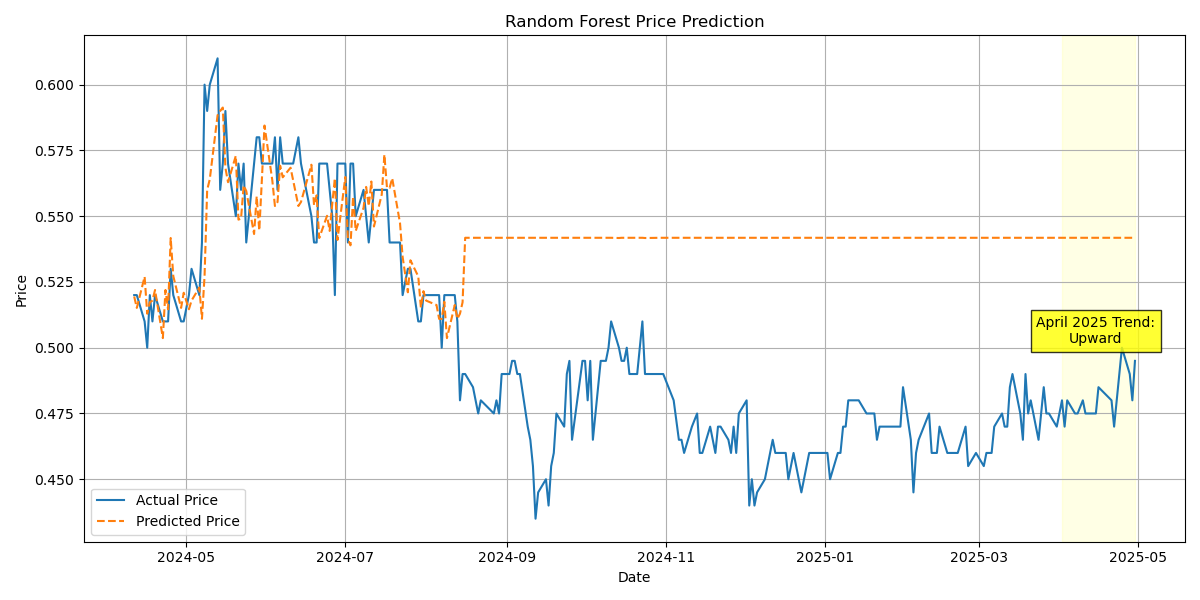 Random Forest Price Prediction
0.600
0.575
0.550
0.525
0.500
0.475
0.450
Price
April 2025 Trend:
Upward
Actual Price
Predicted Price
2024-05
2024-07
2024-09
2024-11
2025-01
2025-03
2025-05
Date